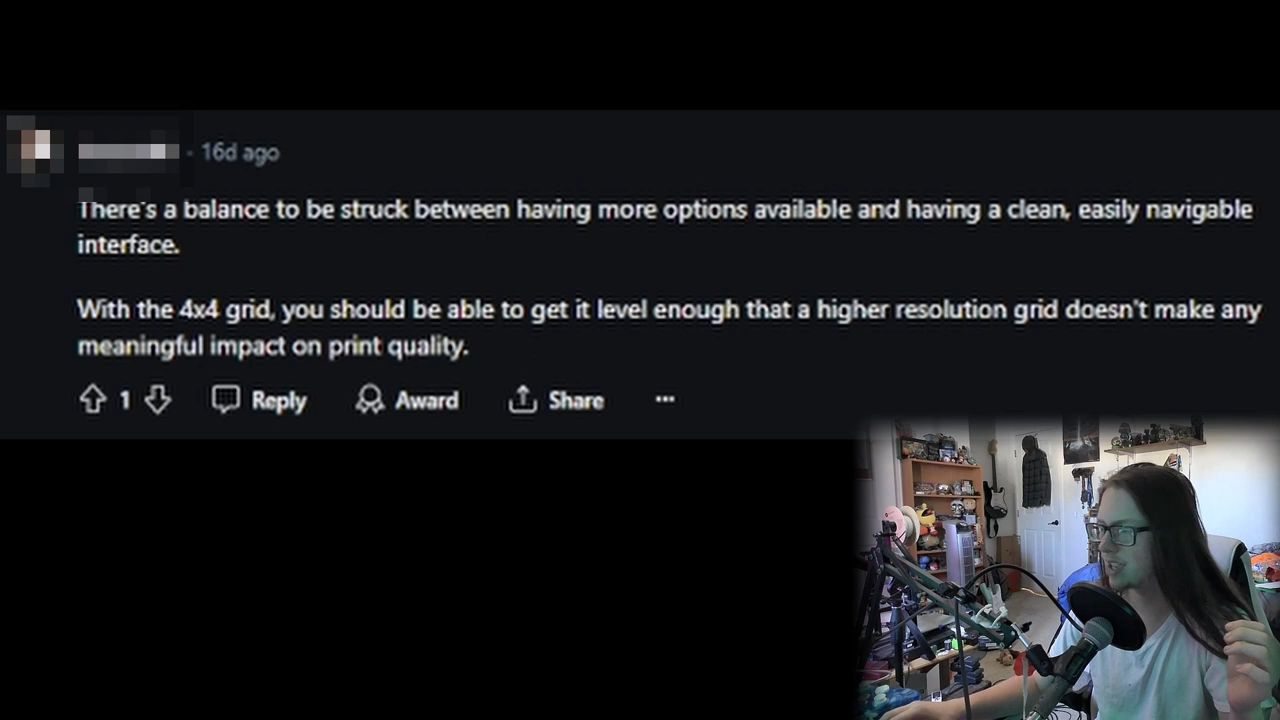 · 16d ago
There's a balance to be struck between having more options available and having a clean, easily navigable
interface.
With the 4x4 grid, you should be able to get it level enough that a higher resolution grid doesn't make any
meaningful impact on print quality.
1 Reply Award Share ···